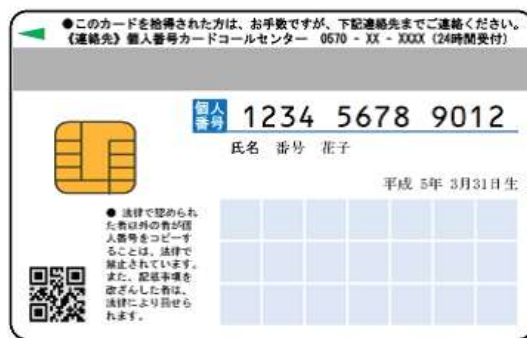 ●このカードを拾得された方は、お手数ですが、下記連絡先までご連絡ください。
《連絡先》個人番号カードコールセンター 0570 - XX - XXXX (24時間受付)
個人番号 1234 5678 9012
氏名 番号 花子
平成 5年 3月31日生
● 法律で認められ
た者以外の者が個
人番号をコピーす
ることは、法律で
禁止されています。
また、記載事項を
改ざんした者は、
法律により罰せら
れます。